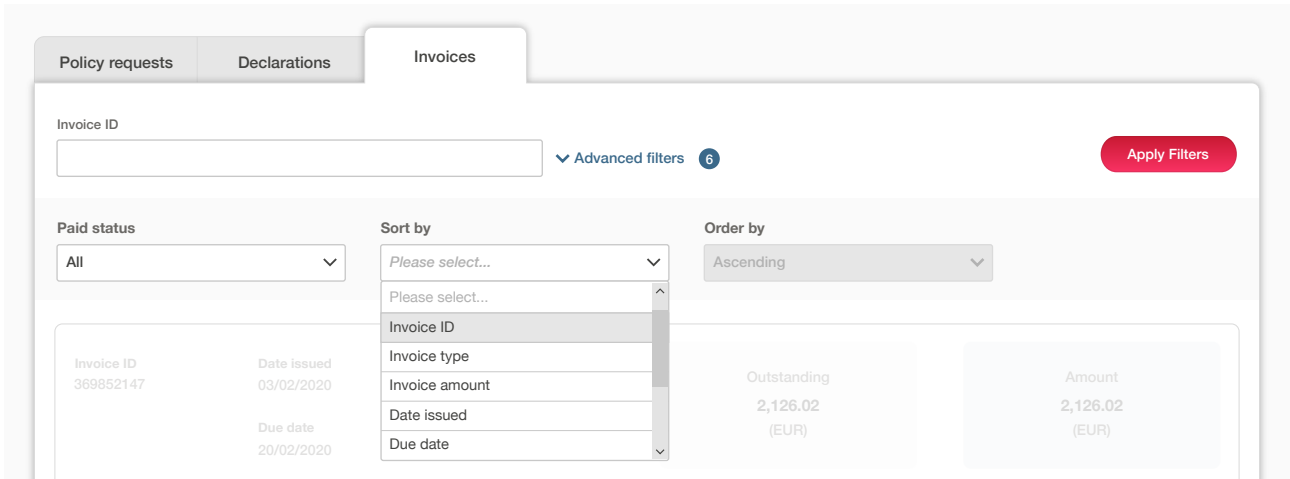 Policy requests
Declarations
Invoices
Invoice ID
Advanced filters 6
Apply Filters
Paid status
All
Sort by
Please select...
Please select...
Invoice ID
Invoice type
Invoice amount
Date issued
Due date
Order by
Ascending
Invoice ID
369852147
Date issued
03/02/2020
Due date
20/02/2020
Outstanding
2,126.02
(EUR)
Amount
2,126.02
(EUR)